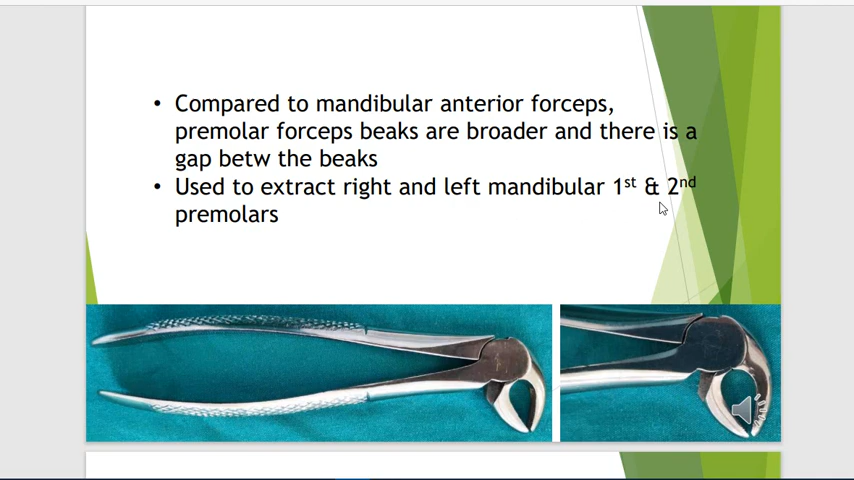 • Compared to mandibular anterior forceps,
premolar forceps beaks are broader and there is a
gap betw the beaks
• Used to extract right and left mandibular 1st & 2nd
premolars